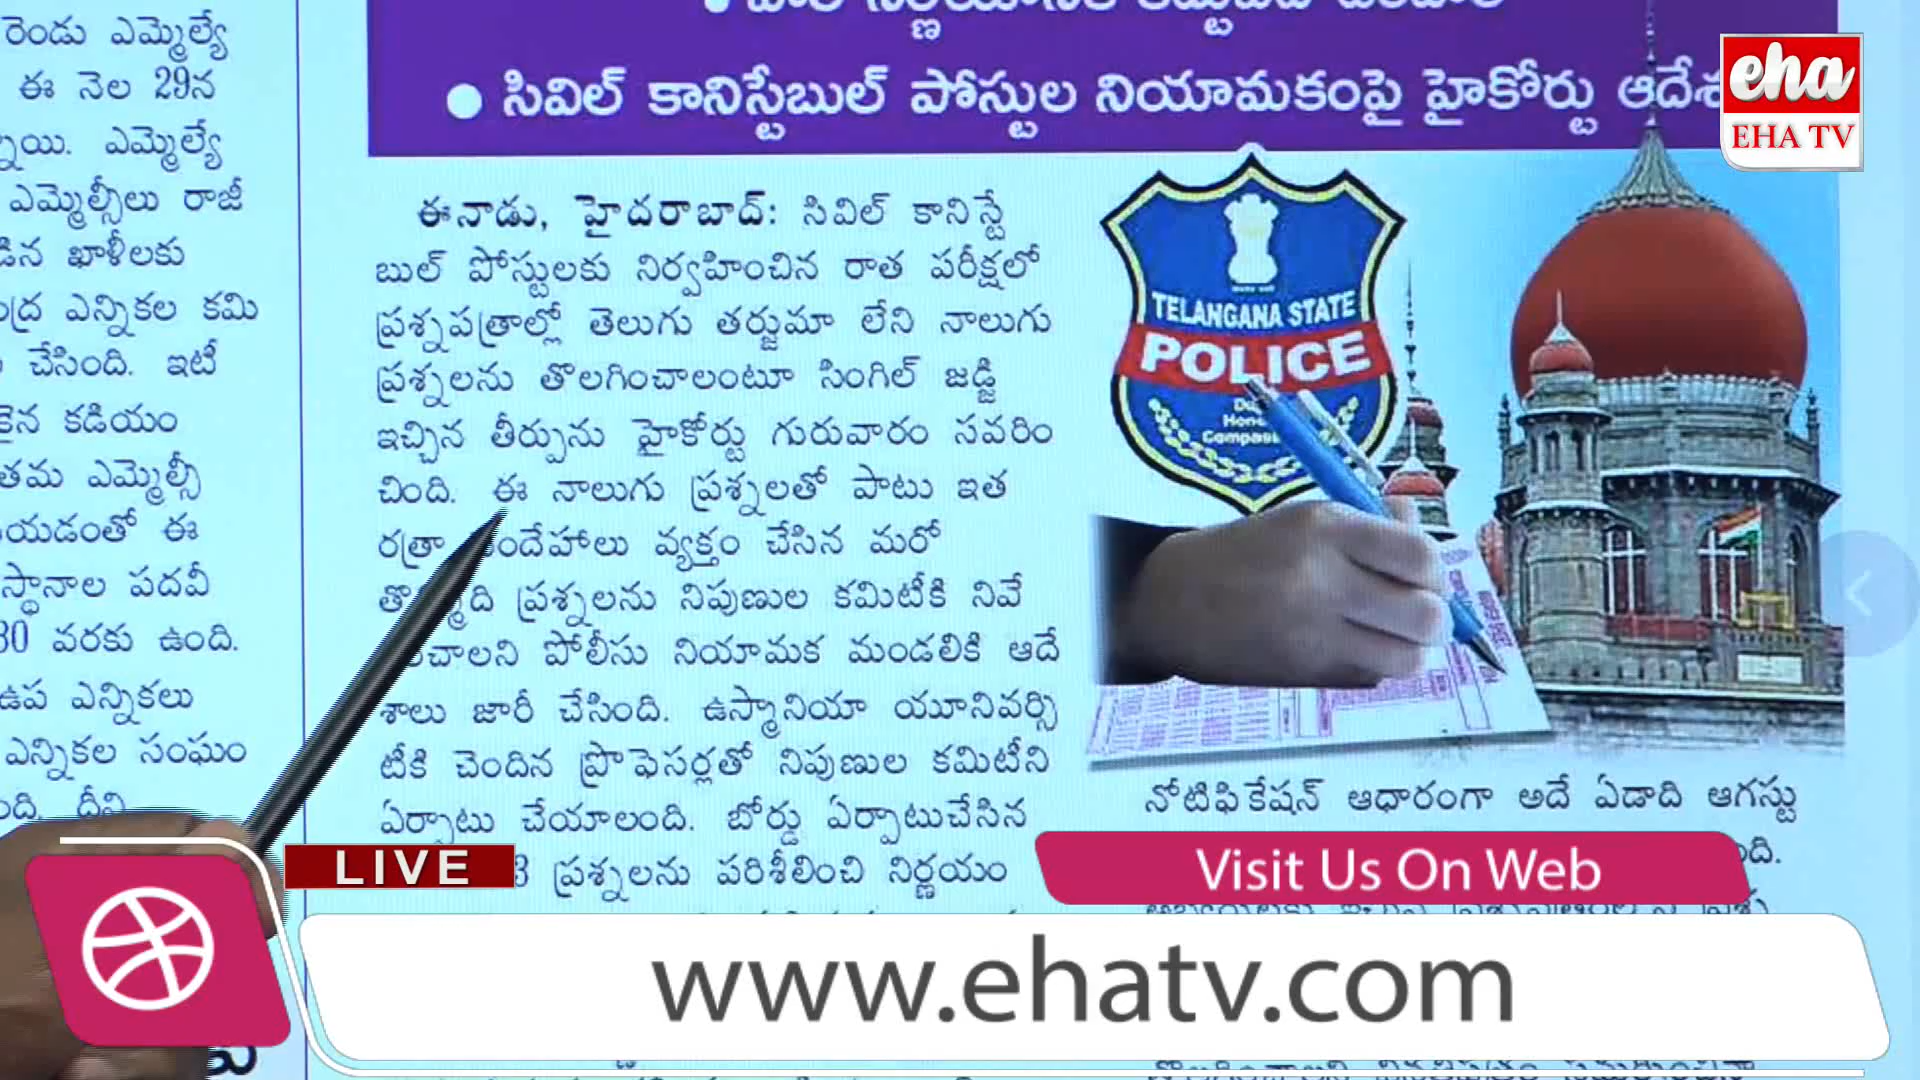 రెండు ఎమ్మెల్యే
ఈ నెల 29న
ఎమ్మెల్యే
ఎమ్మెల్సీలు రాజీ
ఖాళీలకు
ఎన్నికల కమి
చేసింది. ఇటీ
కడియం
తమ ఎమ్మెల్సీ
ఈ
స్థానాల పదవీ
30 వరకు ఉంది.
ఉప ఎన్నికలు
ఎన్నికల సంఘం
● సివిల్ కానిస్టేబుల్ పోస్టుల నియామకంపై హైకోర్టు
eha
EHA TV
ఈనాడు, హైదరాబాద్: సివిల్ కానిస్టే
బుల్ పోస్టులకు నిర్వహించిన రాత పరీక్షలో
ప్రశ్నపత్రాల్లో తెలుగు తర్జుమా లేని నాలుగు
ప్రశ్నలను తొలగించాలంటూ సింగిల్ జడ్జి
ఇచ్చిన తీర్పును హైకోర్టు గురువారం సవరిం
చింది. ఈ నాలుగు ప్రశ్నలతో పాటు ఇత
రత్రా సందేహాలు వ్యక్తం చేసిన మరో
తొమ్మిది ప్రశ్నలను నిపుణుల కమిటీకి నివే
పోలీసు నియామక మండలికి ఆదే
శాలు జారీ చేసింది. ఉస్మానియా యూనివర్సి
టీకి చెందిన ప్రొఫెసర్లతో నిపుణుల కమిటీని
ఏర్పాటు చేయాలంది. బోర్డు ఏర్పాటుచేసిన
ప్రశ్నలను పరిశీలించి నిర్ణయం
TELANGANA STATE
POLICE
నోటిఫికేషన్ ఆధారంగా అదే ఏడాది ఆగస్టు
LIVE
Visit Us On Web
www.ehatv.com